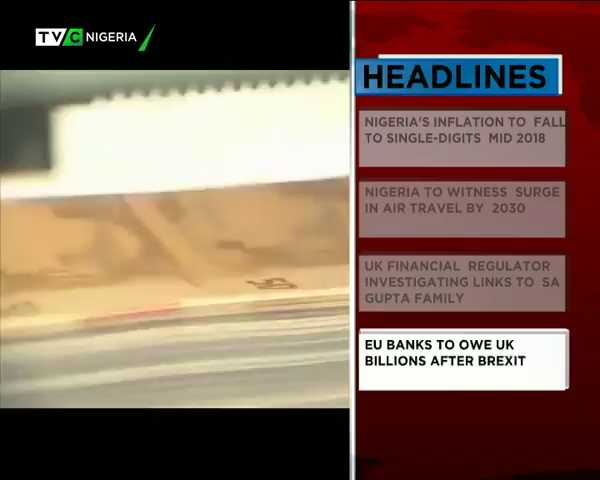 TVC NIGERIA
HEADLINES
NIGERIA'S INFLATION TO FALL
TO SINGLE-DIGITS MID 2018
NIGERIA TO WITNESS SURGE
IN AIR TRAVEL BY 2030
UK FINANCIAL REGULATOR
INVESTIGATING LINKS TO SA
GUPTA FAMILY
EU BANKS TO OWE UK
BILLIONS AFTER BREXIT